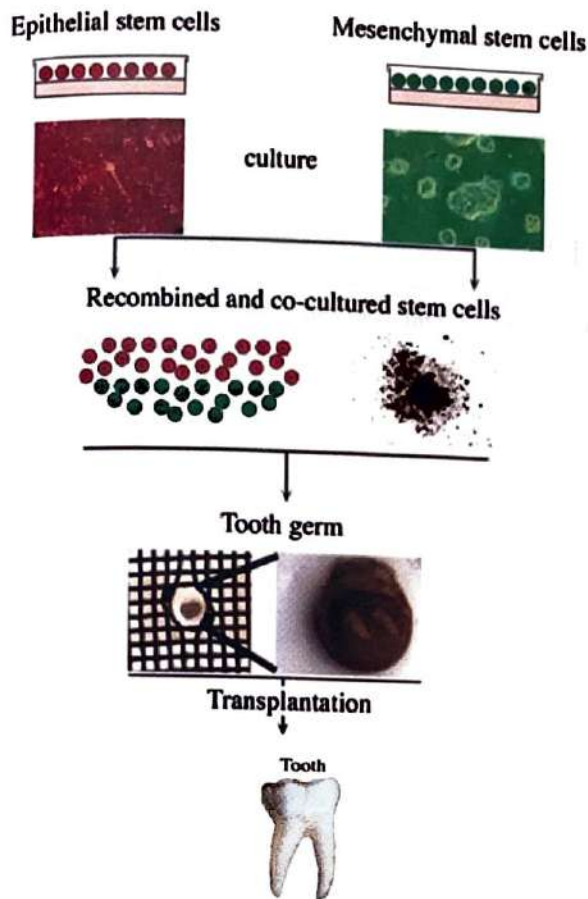 Epithelial stem cells
Mesenchymal stem cells
culture
Recombined and co-cultured stem cells
Tooth germ
Transplantation
Tooth